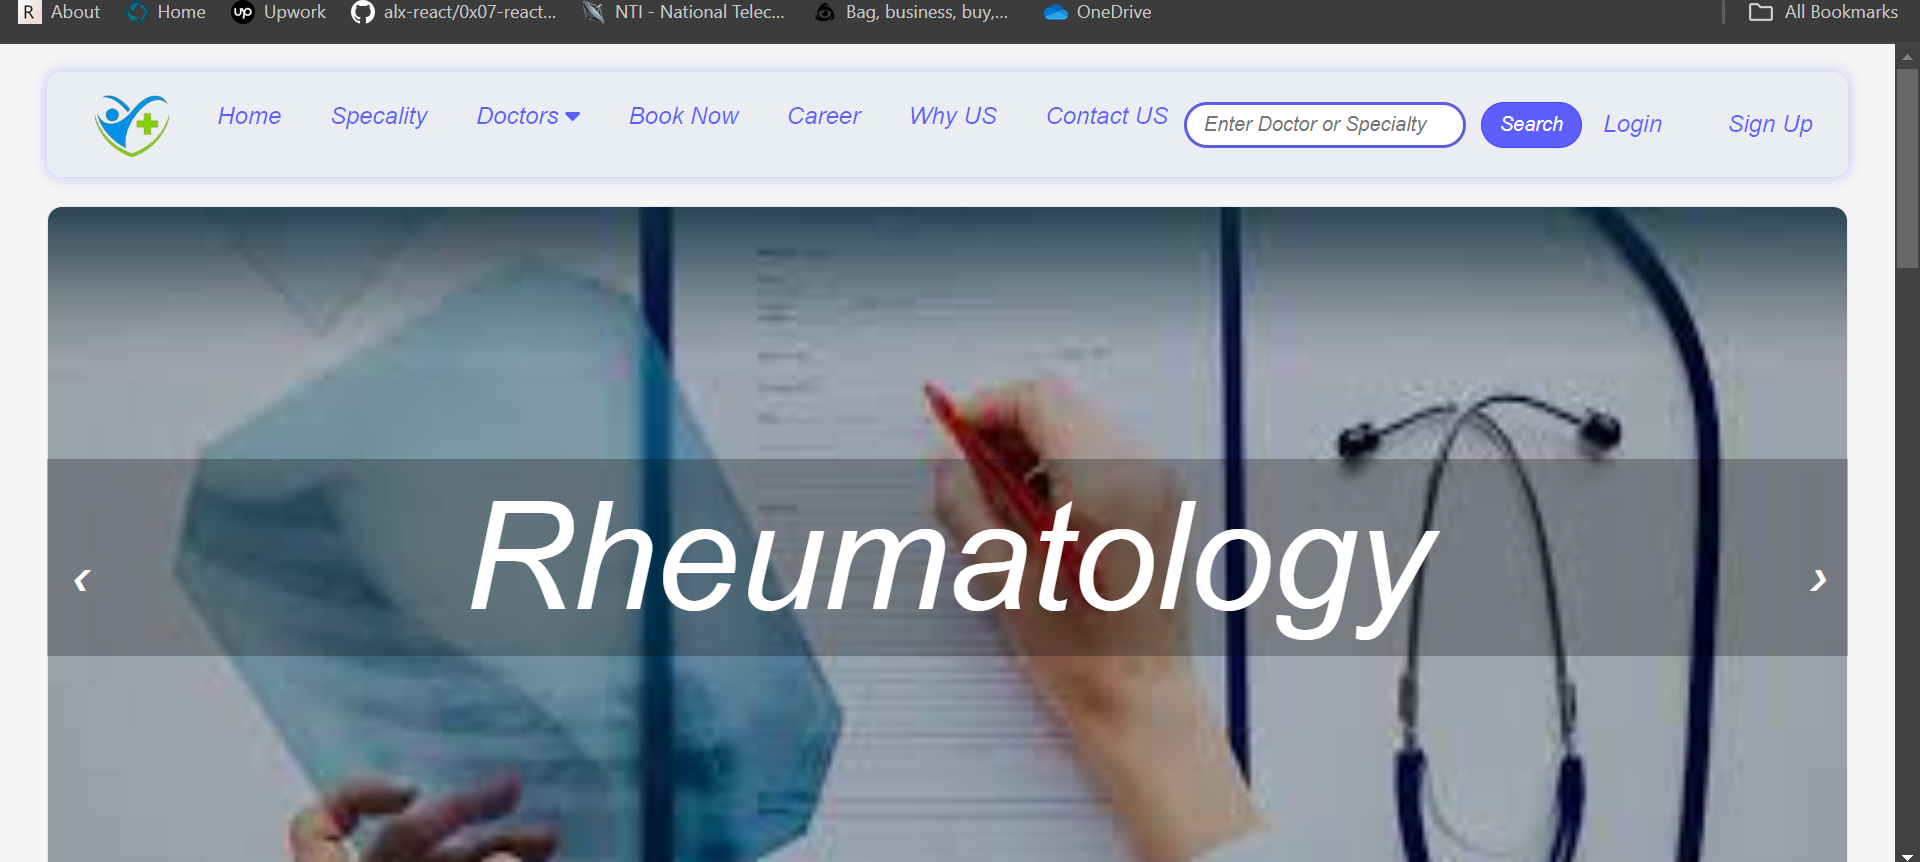 R About Home up Upwork alx-react/0x07-react... NTI - National Telec... Bag, business, buy,... OneDrive All Bookmarks
Home Specality Doctors Book Now Career Why US Contact US Enter Doctor or Specialty Search Login Sign Up
Rheumatology
‹ ›